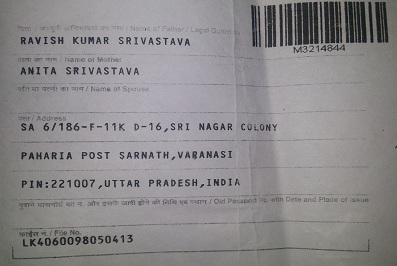 पिता / कानूनी अभिभावक का नाम / Name of Father / Legal Guardian
RAVISH KUMAR SRIVASTAVA
M3214844
माता का नाम / Name of Mother
ANITA SRIVASTAVA
पति या पत्नी का नाम / Name of Spouse
पता / Address
SA 6/186-F-11K D-16,SRI NAGAR COLONY
PAHARIA POST SARNATH,VARANASI
PIN:221007,UTTAR PRADESH,INDIA
पुराने पासपोर्ट का नं. और इसके जारी होने की तिथि एवं स्थान / Old Passport No. with Date and Place of Issue
फाईल नं. / File No.
LK4060098050413